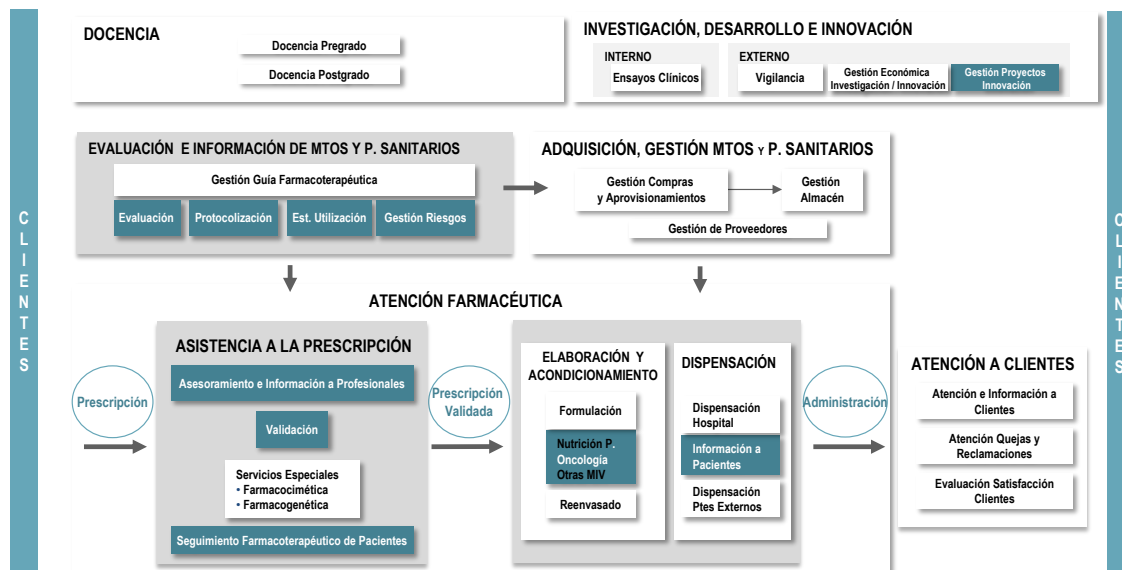 CLIENTES
DOCENCIA
Docencia Pregrado
Docencia Postgrado
INVESTIGACIÓN, DESARROLLO E INNOVACIÓN
INTERNO
Ensayos Clínicos
EXTERNO
Vigilancia
Gestión Económica
Investigación / Innovación
Gestión Proyectos
Innovación
EVALUACIÓN E INFORMACIÓN DE MTOS Y P. SANITARIOS
Gestión Guía Farmacoterapéutica
Evaluación
Protocolización
Est. Utilización
Gestión Riesgos
ADQUISICIÓN, GESTIÓN MTOS Y P. SANITARIOS
Gestión Compras
y Aprovisionamientos
Gestión
Almacén
Gestión de Proveedores
ATENCIÓN FARMACÉUTICA
Prescripción
ASISTENCIA A LA PRESCRIPCIÓN
Asesoramiento e Información a Profesionales
Validación
Servicios Especiales
• Farmacocimética
• Farmacogenética
Seguimiento Farmacoterapéutico de Pacientes
Prescripción
Validada
ELABORACIÓN Y
ACONDICIONAMIENTO
Formulación
Nutrición P.
Oncología
Otras MIV
Reenvasado
DISPENSACIÓN
Dispensación
Hospital
Información a
Pacientes
Dispensación
Ptes Externos
Administración
ATENCIÓN A CLIENTES
Atención e Información a
Clientes
Atención Quejas y
Reclamaciones
Evaluación Satisfacción
Clientes
CLIENTES